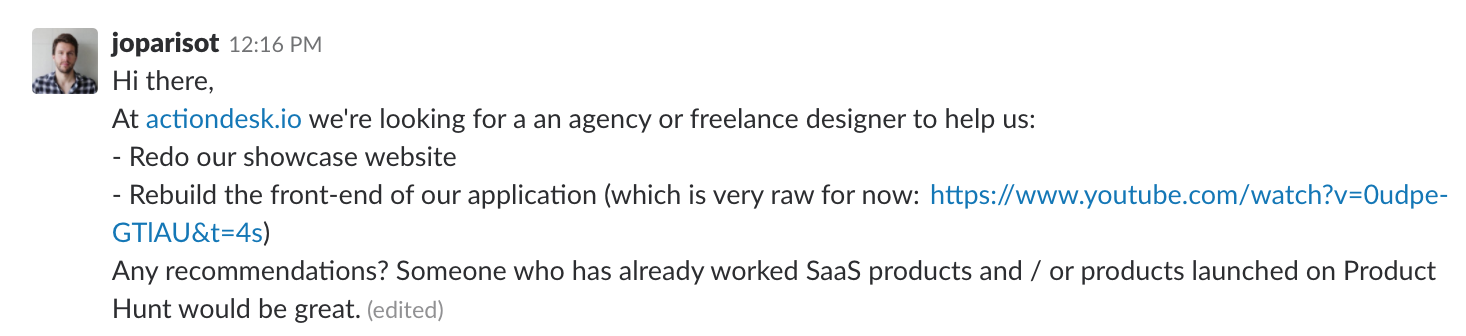 joparisot 12:16 PM
Hi there,
At actiondesk.io we're looking for a an agency or freelance designer to help us:
- Redo our showcase website
- Rebuild the front-end of our application (which is very raw for now: https://www.youtube.com/watch?v=0udpe-
GTlAU&t=4s)
Any recommendations? Someone who has already worked SaaS products and / or products launched on Product
Hunt would be great. (edited)